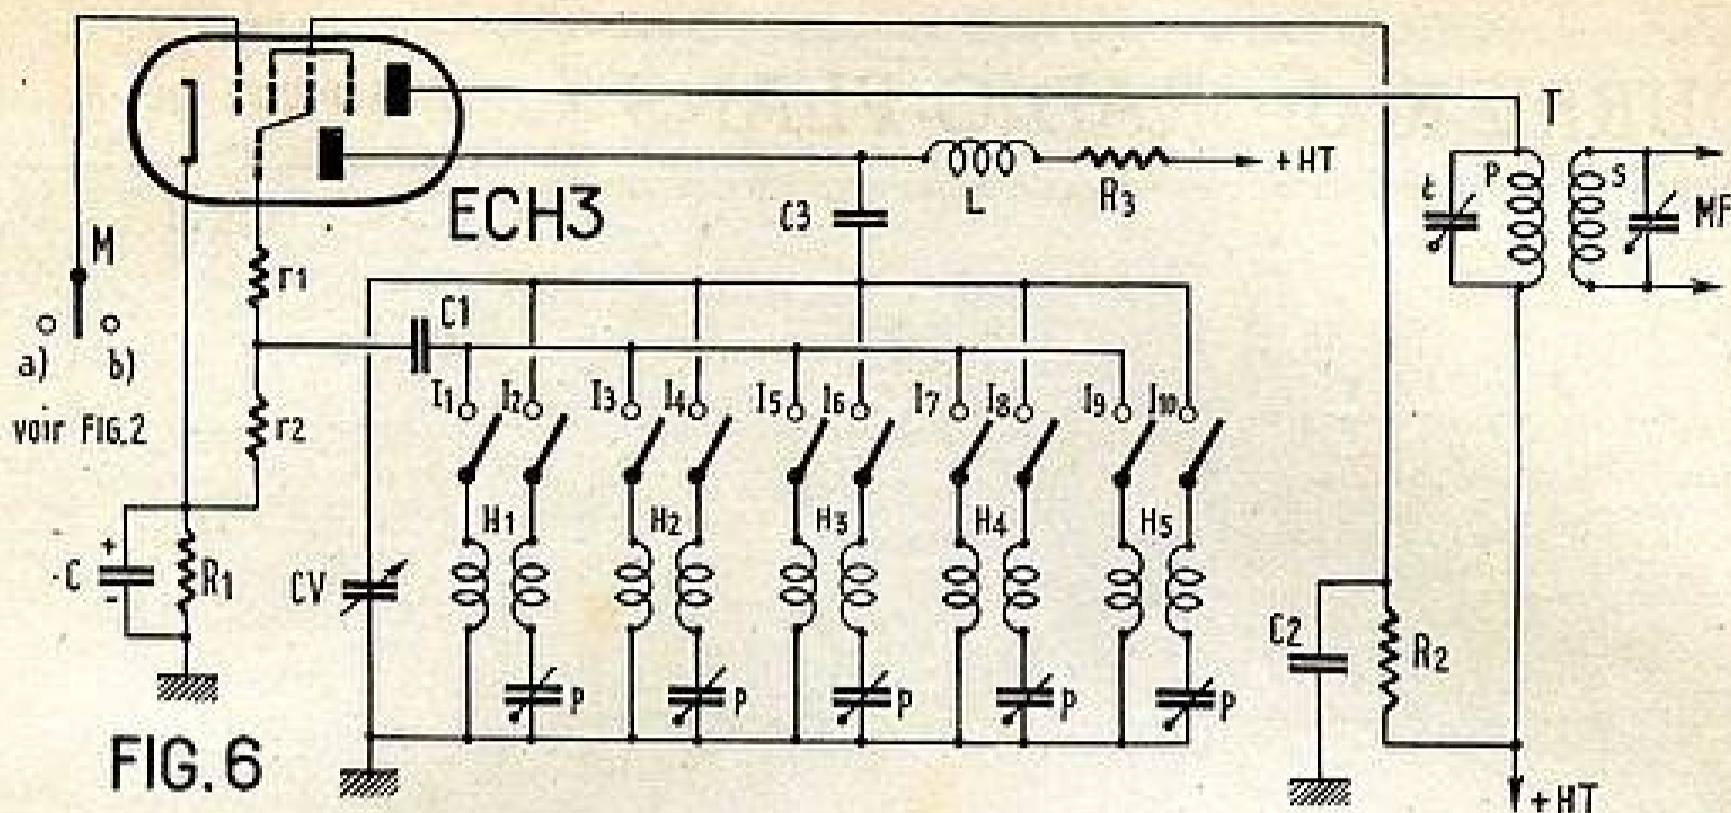 T
ECH3
+HT
L
R3
C3
t
P
S
MF
M
a)
b)
voir FIG.2
r1
C1
r2
I1
I2
I3
I4
I5
I6
I7
I8
I9
I10
H1
H2
H3
H4
H5
C
+
-
R1
CV
P
P
P
P
P
C2
R2
FIG.6
+HT